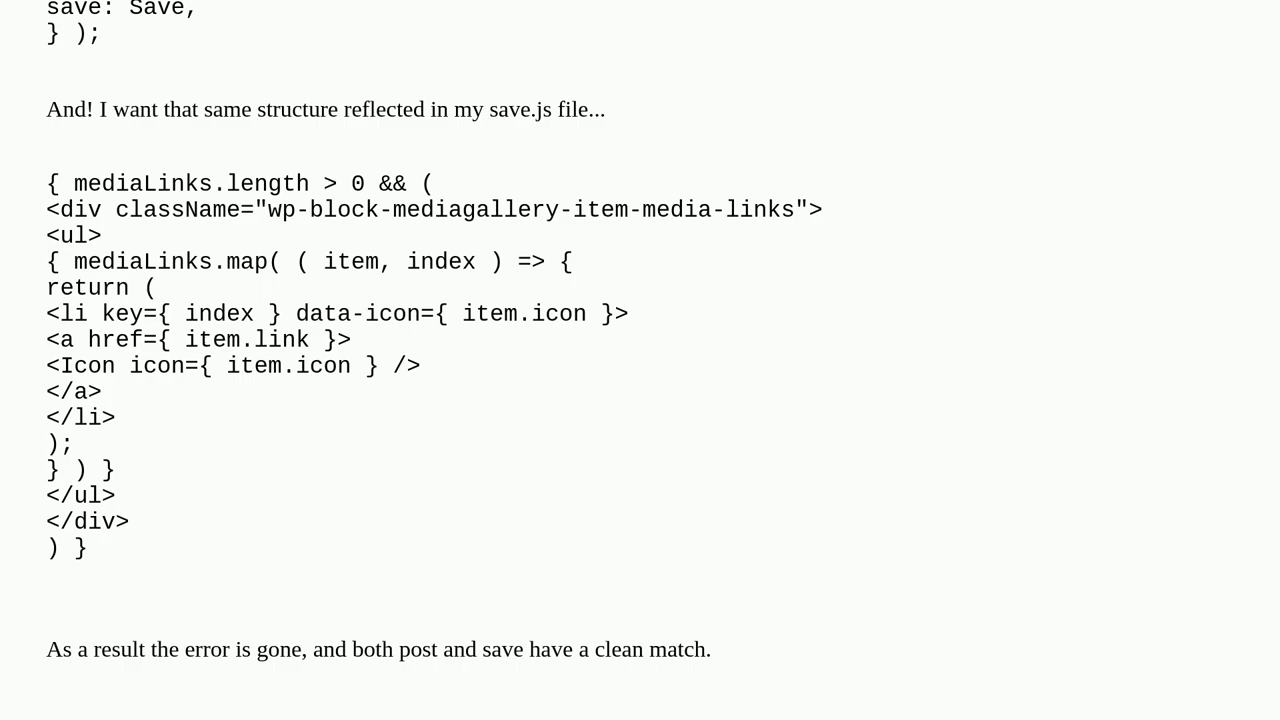 save: Save,
} );
And! I want that same structure reflected in my save.js file...
{ mediaLinks.length > 0 && (
<div className="wp-block-mediagallery-item-media-links">
<ul>
{ mediaLinks.map( ( item, index ) => {
return (
<li key={ index } data-icon={ item.icon }>
<a href={ item.link }>
<Icon icon={ item.icon } />
</a>
</li>
);
} ) }
</ul>
</div>
) }
As a result the error is gone, and both post and save have a clean match.